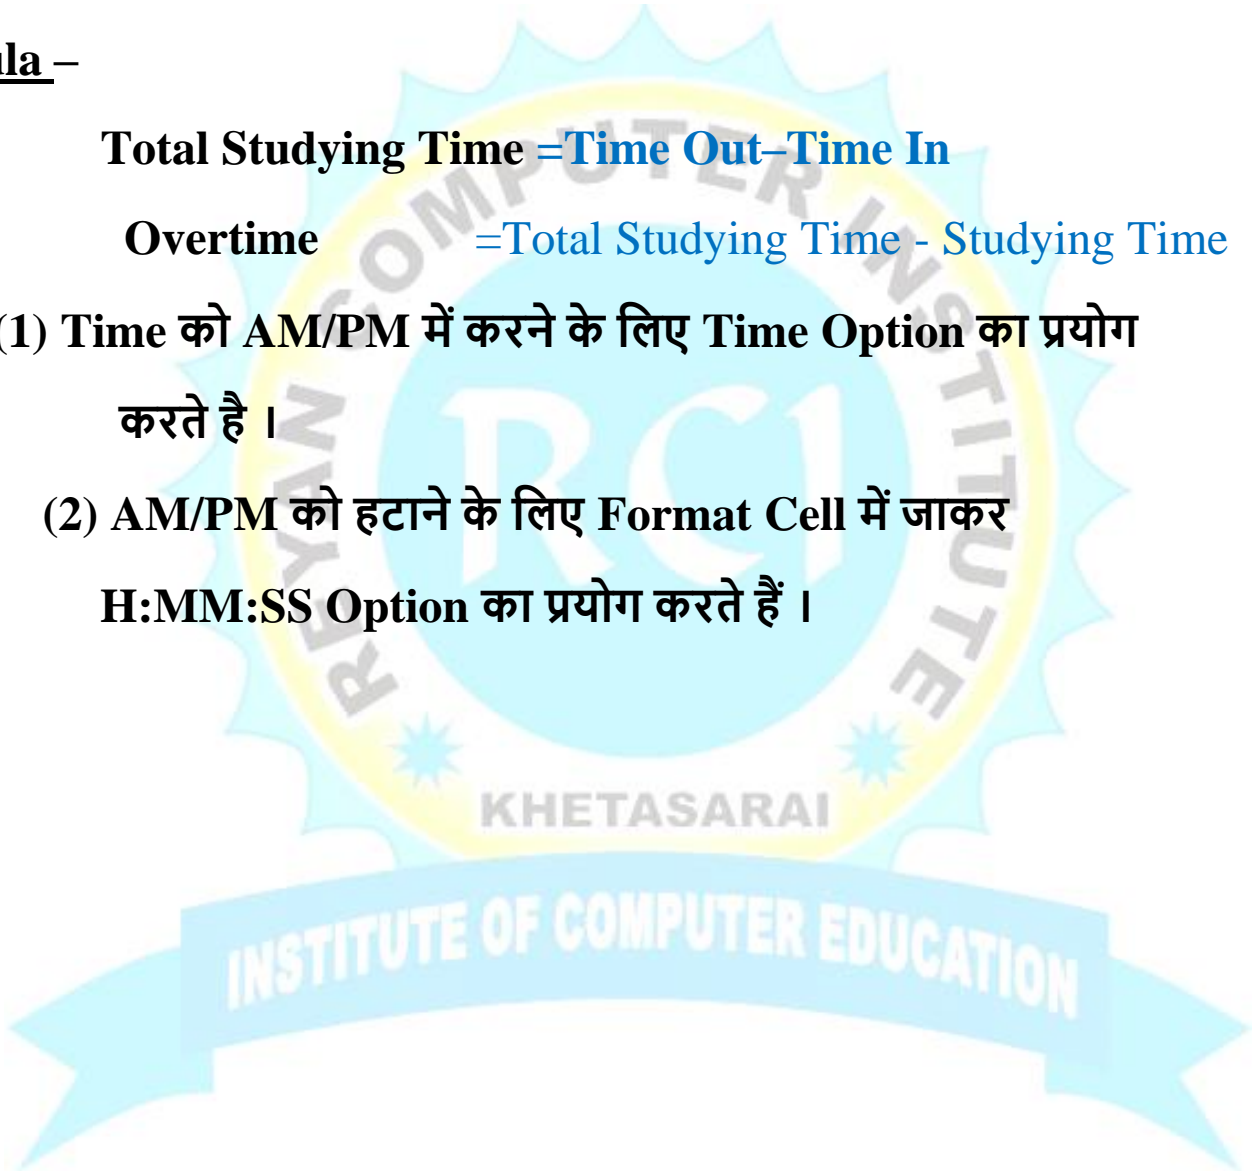 ula –
Total Studying Time =Time Out–Time In
Overtime =Total Studying Time - Studying Time
(1) Time को AM/PM में करने के लिए Time Option का प्रयोग
करते है ।
(2) AM/PM को हटाने के लिए Format Cell में जाकर
H:MM:SS Option का प्रयोग करते हैं ।
REYAN COMPUTER INSTITUTE
RCI
KHETASARAI
INSTITUTE OF COMPUTER EDUCATION